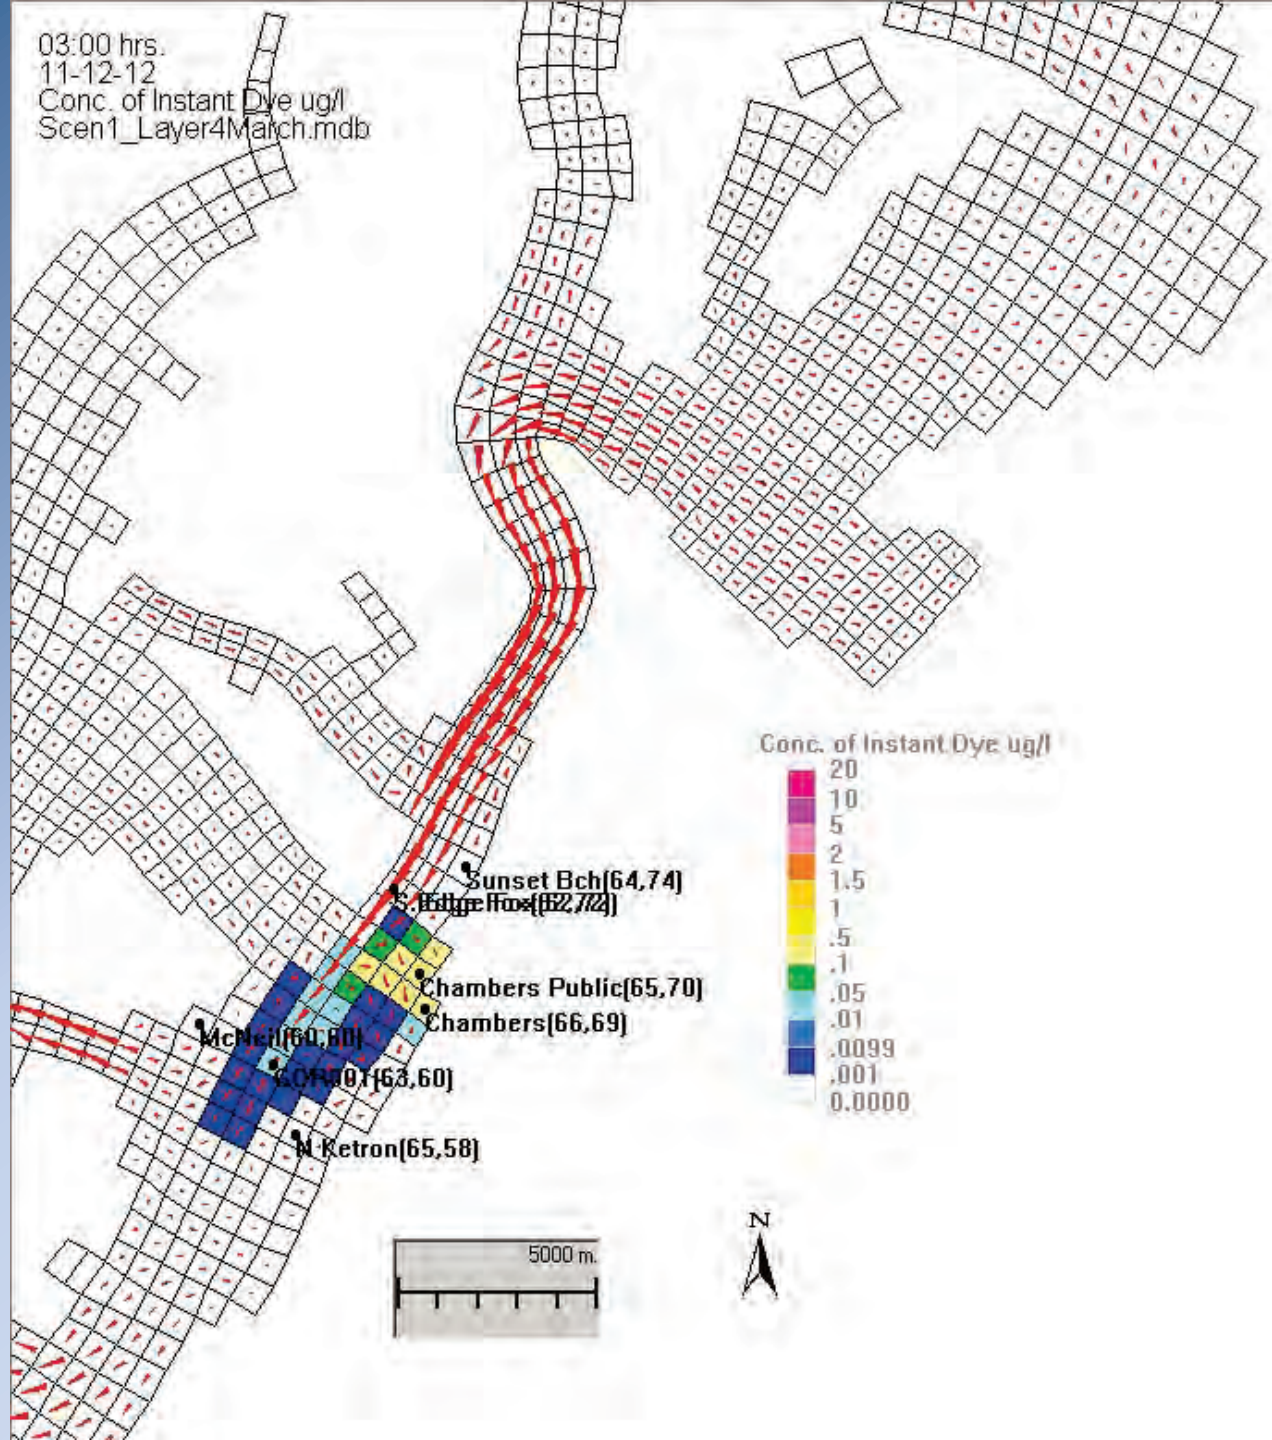 03:00 hrs.
11-12-12
Conc. of Instant Dye ug/l
Scen1_Layer4March.mdb
Conc. of Instant Dye ug/l
20
10
5
2
1.5
1
.5
.1
.05
.01
.0099
.001
0.0000
Sunset Bch(64,74)
Chambers Public(65,70)
Chambers(66,69)
McNeil(60,60)
(63,60)
N Ketron(65,58)
5000 m.
N